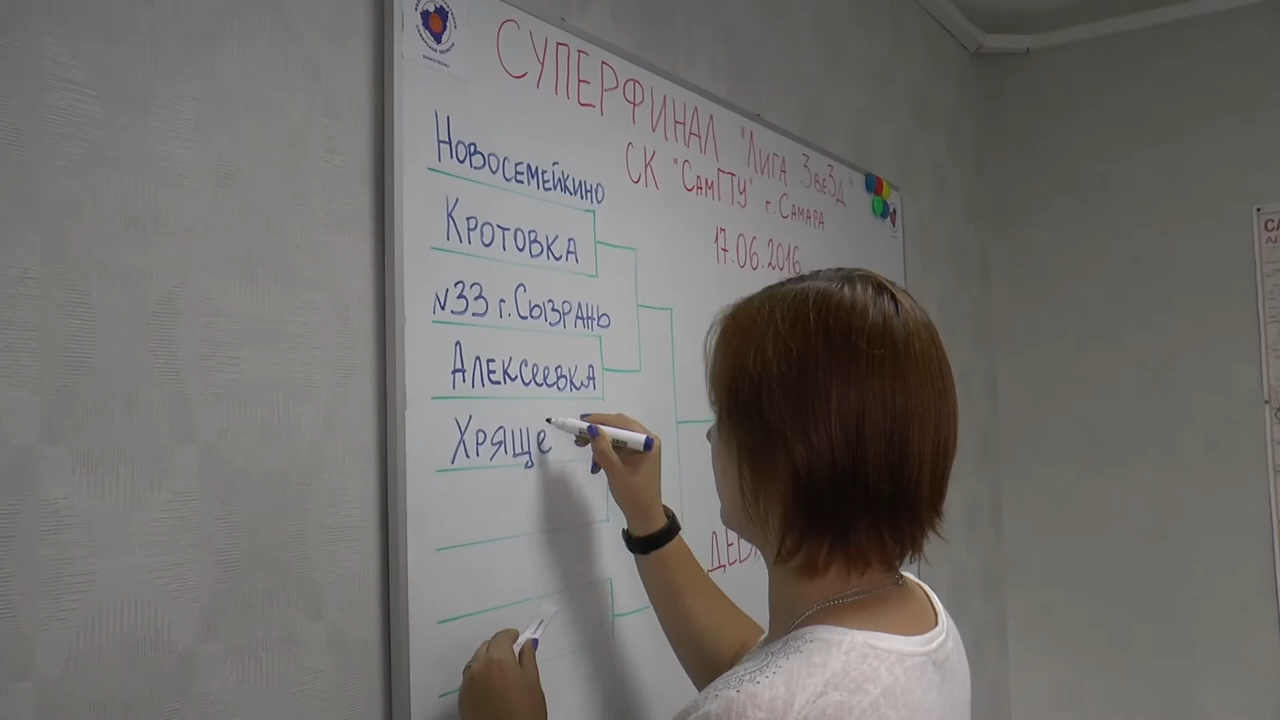 СУПЕРФИНАЛ "Лига Звезд"
СК "СамГТУ" г. Самара
17.06.2016
Новосемейкино
Кротовка
№33 г. Сызрань
Алексеевка
Хряще